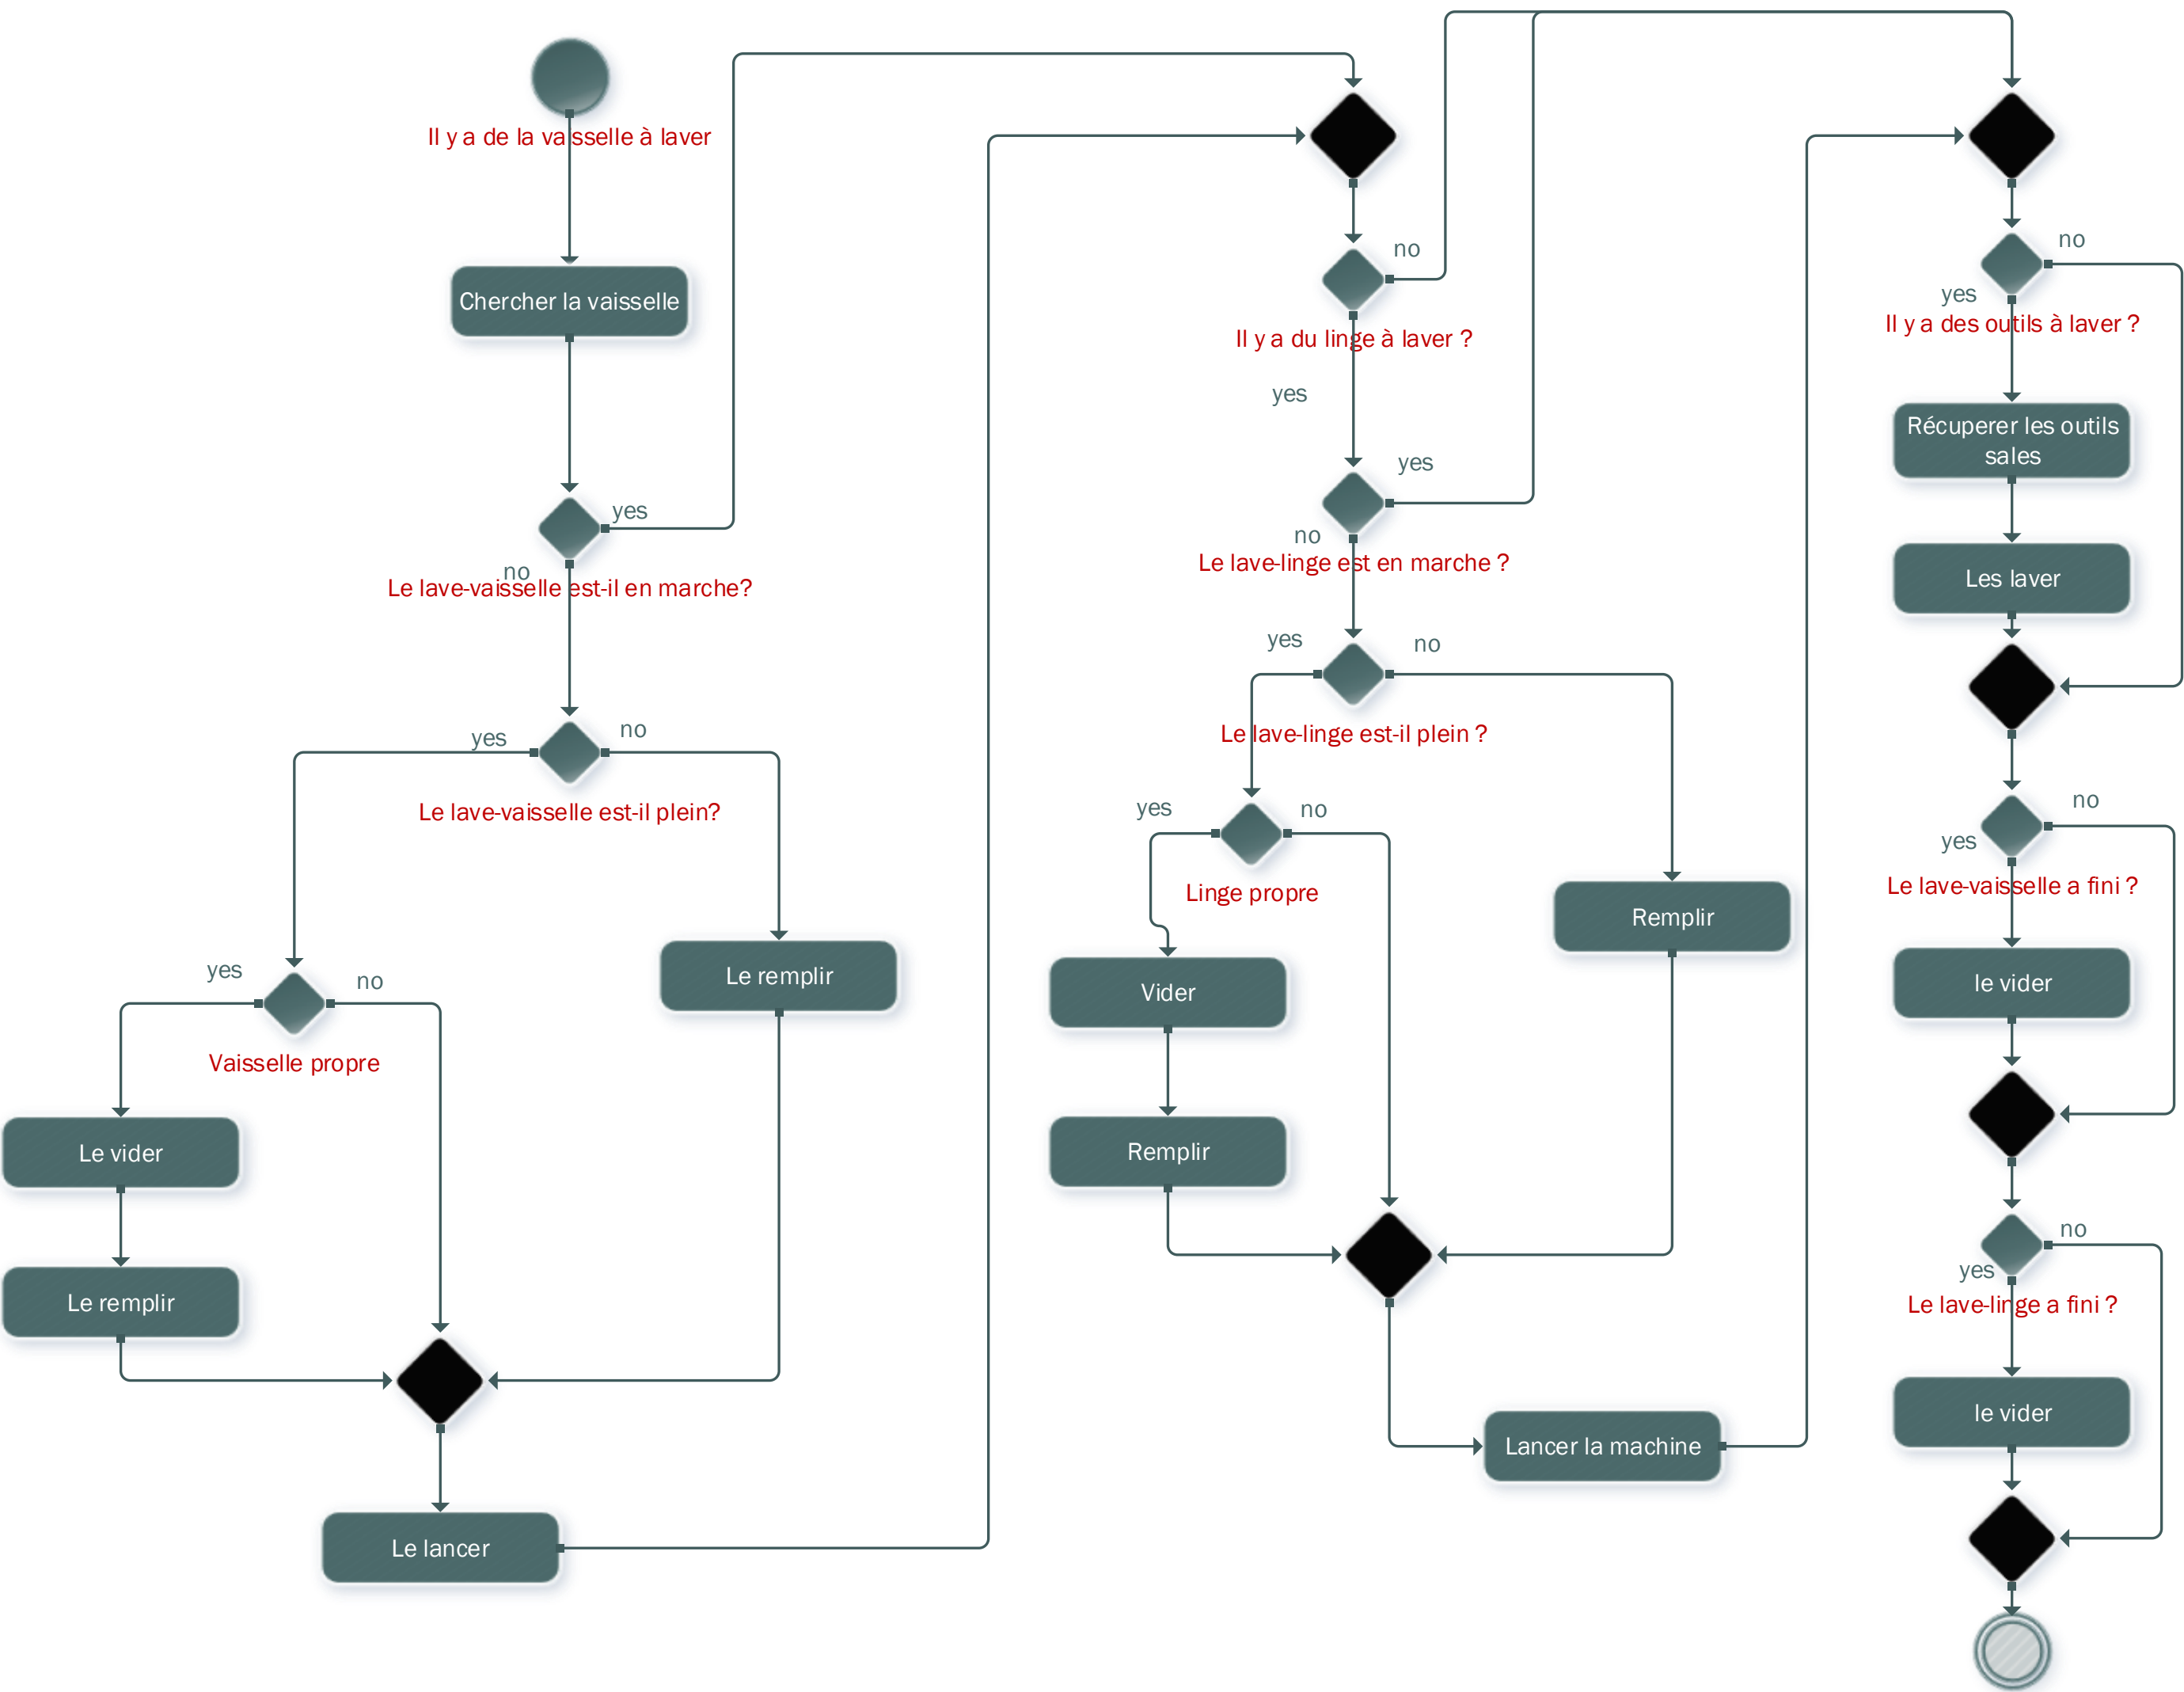 Il y a de la vaisselle à laver
Chercher la vaisselle
yes
no
Le lave-vaisselle est-il en marche?
yes
no
Le lave-vaisselle est-il plein?
Le remplir
yes
no
Vaisselle propre
Le vider
Le remplir
Le lancer
no
Il y a du linge à laver ?
yes
yes
no
Le lave-linge est en marche ?
yes
no
Le lave-linge est-il plein ?
yes
no
Linge propre
Remplir
Vider
Remplir
Lancer la machine
no
yes
Il y a des outils à laver ?
Récuperer les outils
sales
Les laver
no
yes
Le lave-vaisselle a fini ?
le vider
no
yes
Le lave-linge a fini ?
le vider